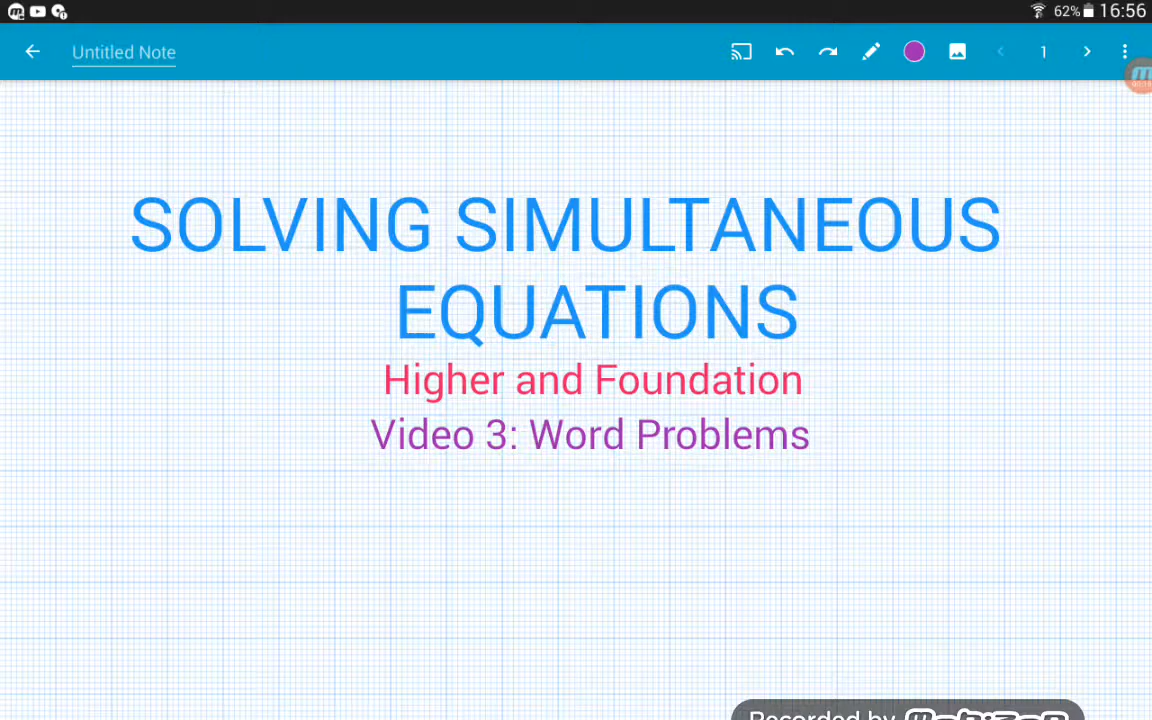 62% 16:56
Untitled Note 1
SOLVING SIMULTANEOUS
EQUATIONS
Higher and Foundation
Video 3: Word Problems
Recorded by